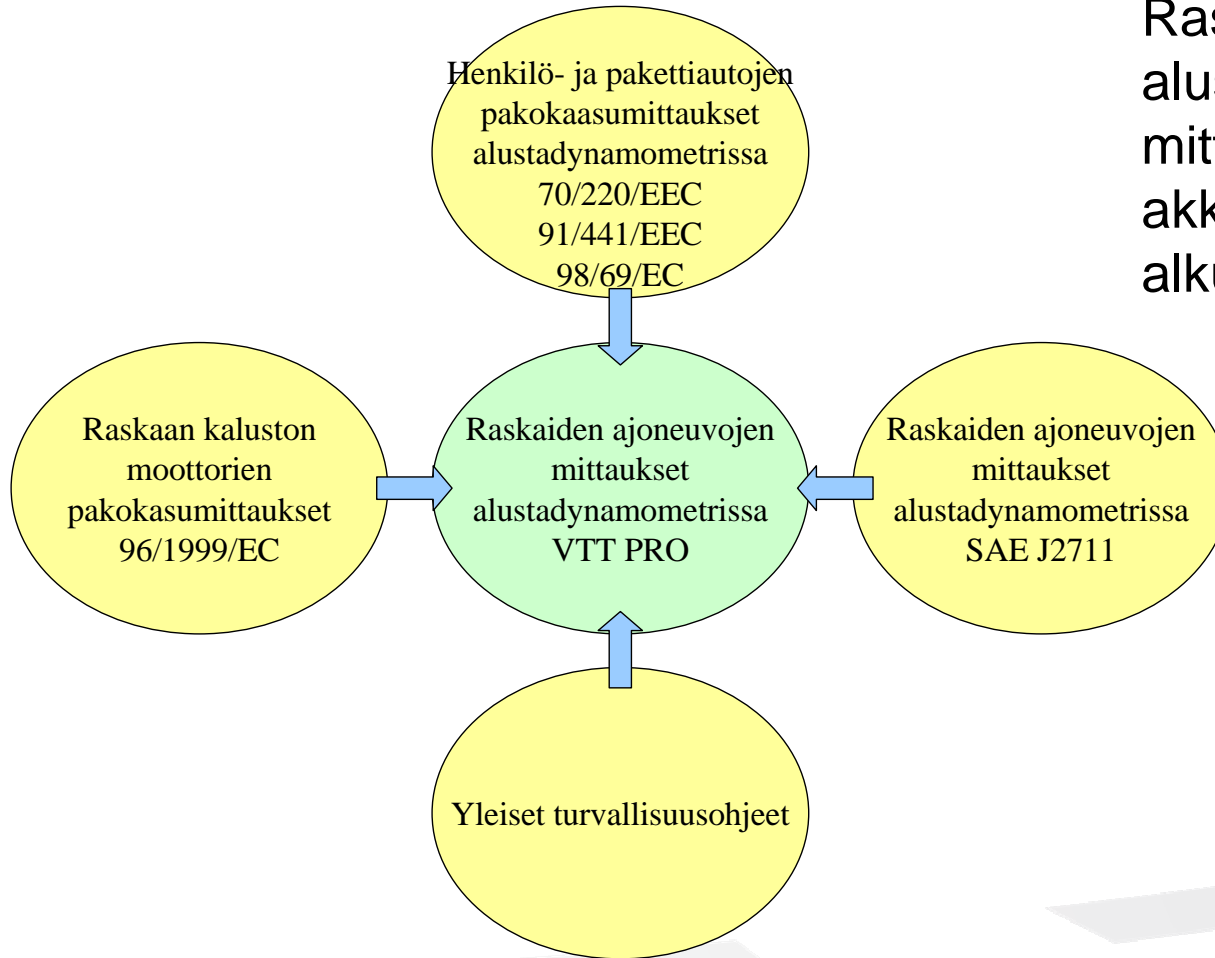 Henkilö- ja pakettiautojen
pakokaasumittaukset
alustadynamometrissa
70/220/EEC
91/441/EEC
98/69/EC
Raskaan kaluston
moottorien
pakokasumittaukset
96/1999/EC
Raskaiden ajoneuvojen
mittaukset
alustadynamometrissa
VTT PRO
Raskaiden ajoneuvojen
mittaukset
alustadynamometrissa
SAE J2711
Yleiset turvallisuusohjeet